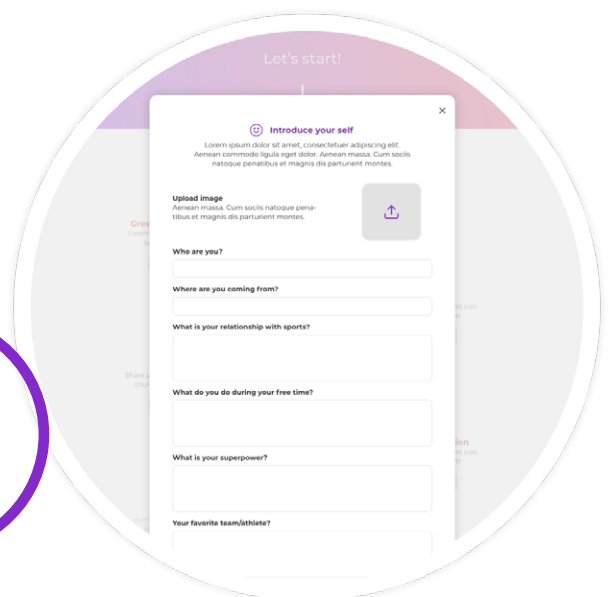 Let's start!
Introduce your self
Lorem ipsum dolor sit amet, consectetuer adipiscing elit.
Aenean commodo ligula eget dolor. Aenean massa. Cum sociis
natoque penatibus et magnis dis parturient montes.
Upload image
Aenean massa. Cum sociis natoque pena-
tibus et magnis dis parturient montes.
Who are you?
Where are you coming from?
What is your relationship with sports?
What do you do during your free time?
What is your superpower?
Your favorite team/athlete?